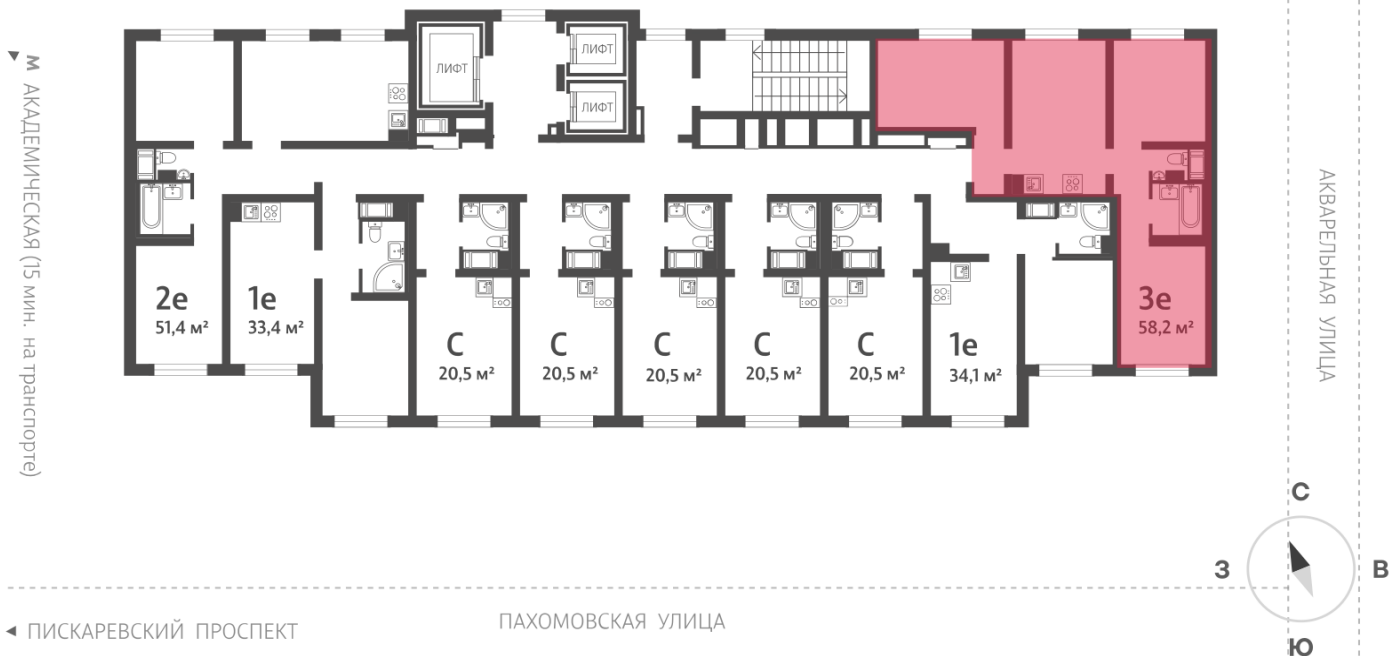 ЛИФТ
ЛИФТ
ЛИФТ
М АКАДЕМИЧЕСКАЯ (15 мин. на транспорте)
АКВАРЕЛЬНАЯ УЛИЦА
2е
51,4 м²
1е
33,4 м²
С
20,5 м²
С
20,5 м²
С
20,5 м²
С
20,5 м²
С
20,5 м²
1е
34,1 м²
3е
58,2 м²
С
З
В
Ю
ПАХОМОВСКАЯ УЛИЦА
ПИСКАРЕВСКИЙ ПРОСПЕКТ